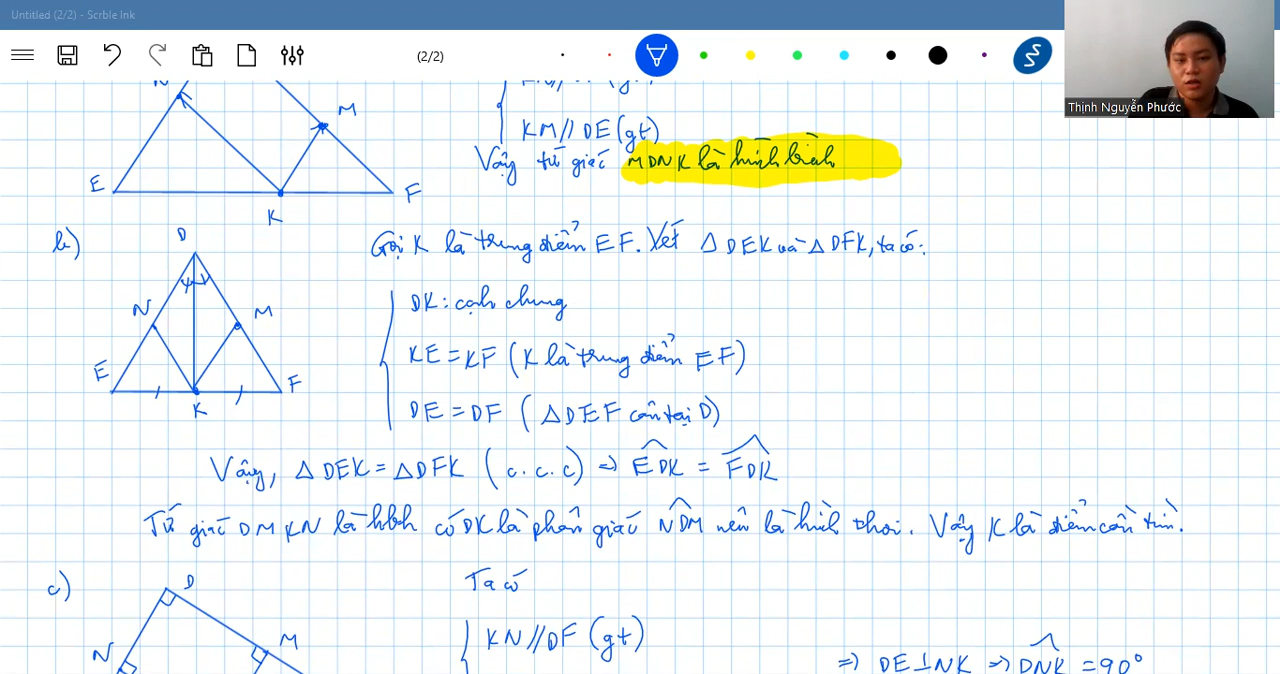 Untitled (2/2) - Scrble Ink
(2/2)
Thịnh Nguyễn Phước
M
KM // DE (gt)
Vậy tứ giác MDNK là hình bình
E
F
K
b)
D
Gọi K là trung điểm EF. Xét △DEK và △DFK, ta có:
DK: cạnh chung
N
M
KE = KF (K là trung điểm EF)
E
F
K
DE = DF (△DEF cân tại D)
Vậy, △DEK = △DFK (c.c.c) => EDK = FDK
Tứ giác DMKN là hbh có DK là phân giác NDM nên là hình thoi. Vậy K là điểm cần tìm.
c)
D
Ta có
KN // DF (gt)
M
N
=> DE ⊥ NK => DNK = 90°